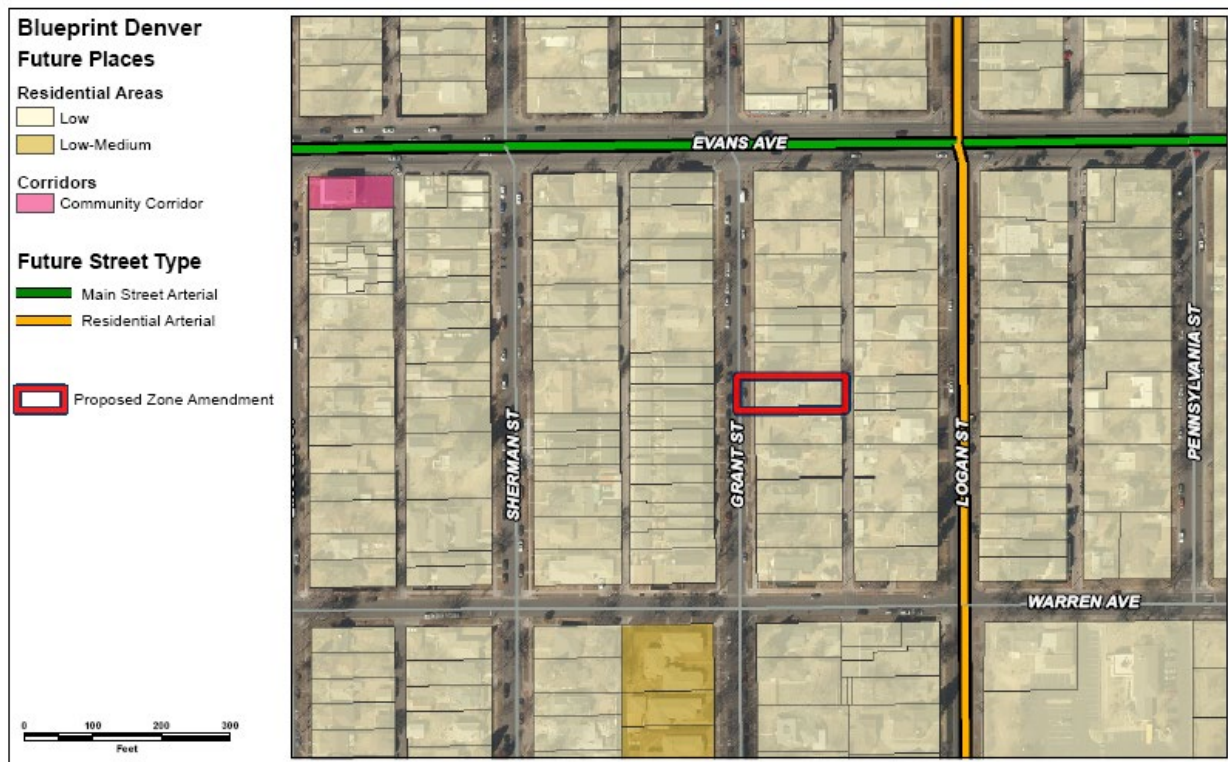 Blueprint Denver
Future Places
Residential Areas
Low
Low-Medium
Corridors
Community Corridor
Future Street Type
Main Street Arterial
Residential Arterial
Proposed Zone Amendment
0 100 200 300
Feet
EVANS AVE
SHERMAN ST
GRANT ST
LOGAN ST
PENNSYLVANIA ST
WARREN AVE